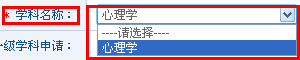 * 学科名称： 心理学
----请选择----
心理学
级学科申请：